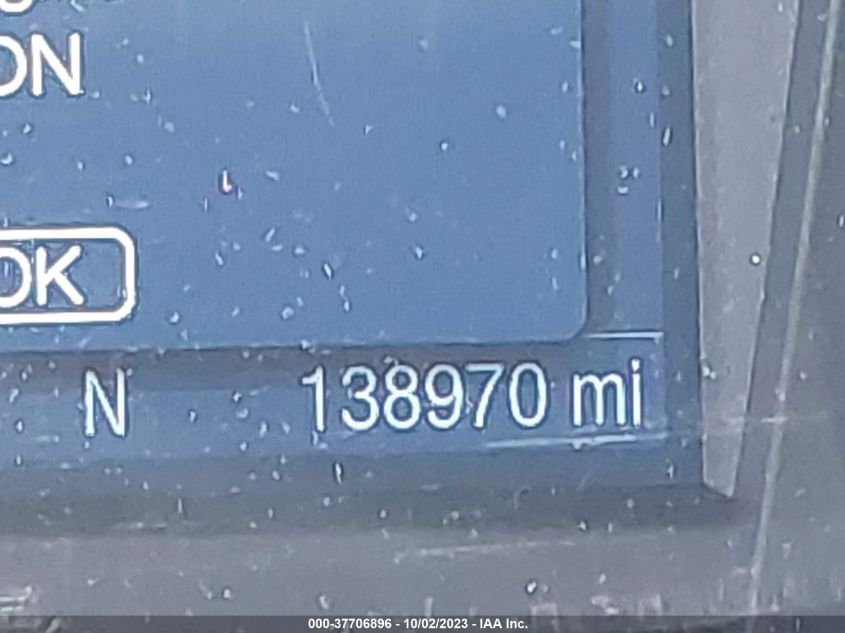 ON
OK
N 138970 mi
000-37706896 - 10/02/2023 - IAA Inc.